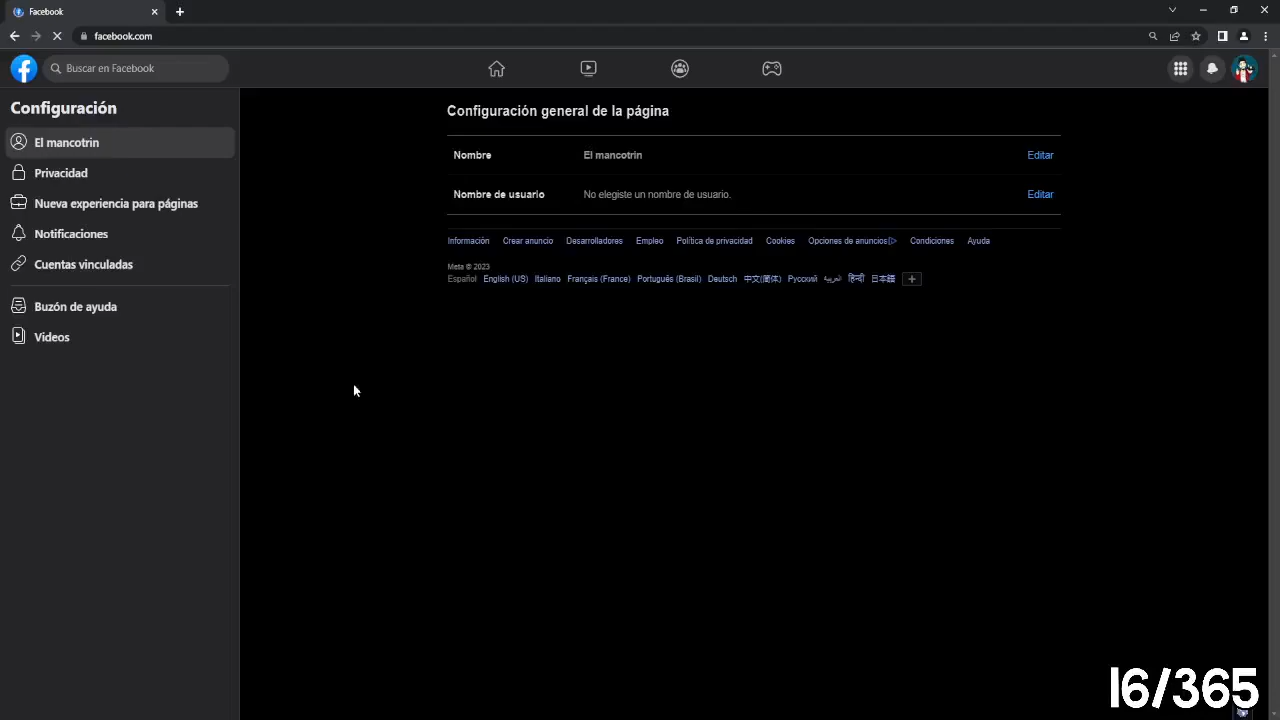 Facebook
facebook.com
Buscar en Facebook
Configuración
El mancotrin
Privacidad
Nueva experiencia para páginas
Notificaciones
Cuentas vinculadas
Buzón de ayuda
Videos
Configuración general de la página
Nombre El mancotrin Editar
Nombre de usuario No elegiste un nombre de usuario. Editar
Información Crear anuncio Desarrolladores Empleo Política de privacidad Cookies Opciones de anuncios Condiciones Ayuda
Meta © 2023
Español English (US) Italiano Français (France) Português (Brasil) Deutsch 中文(简体) Русский العربية हिन्दी 日本語
16/365